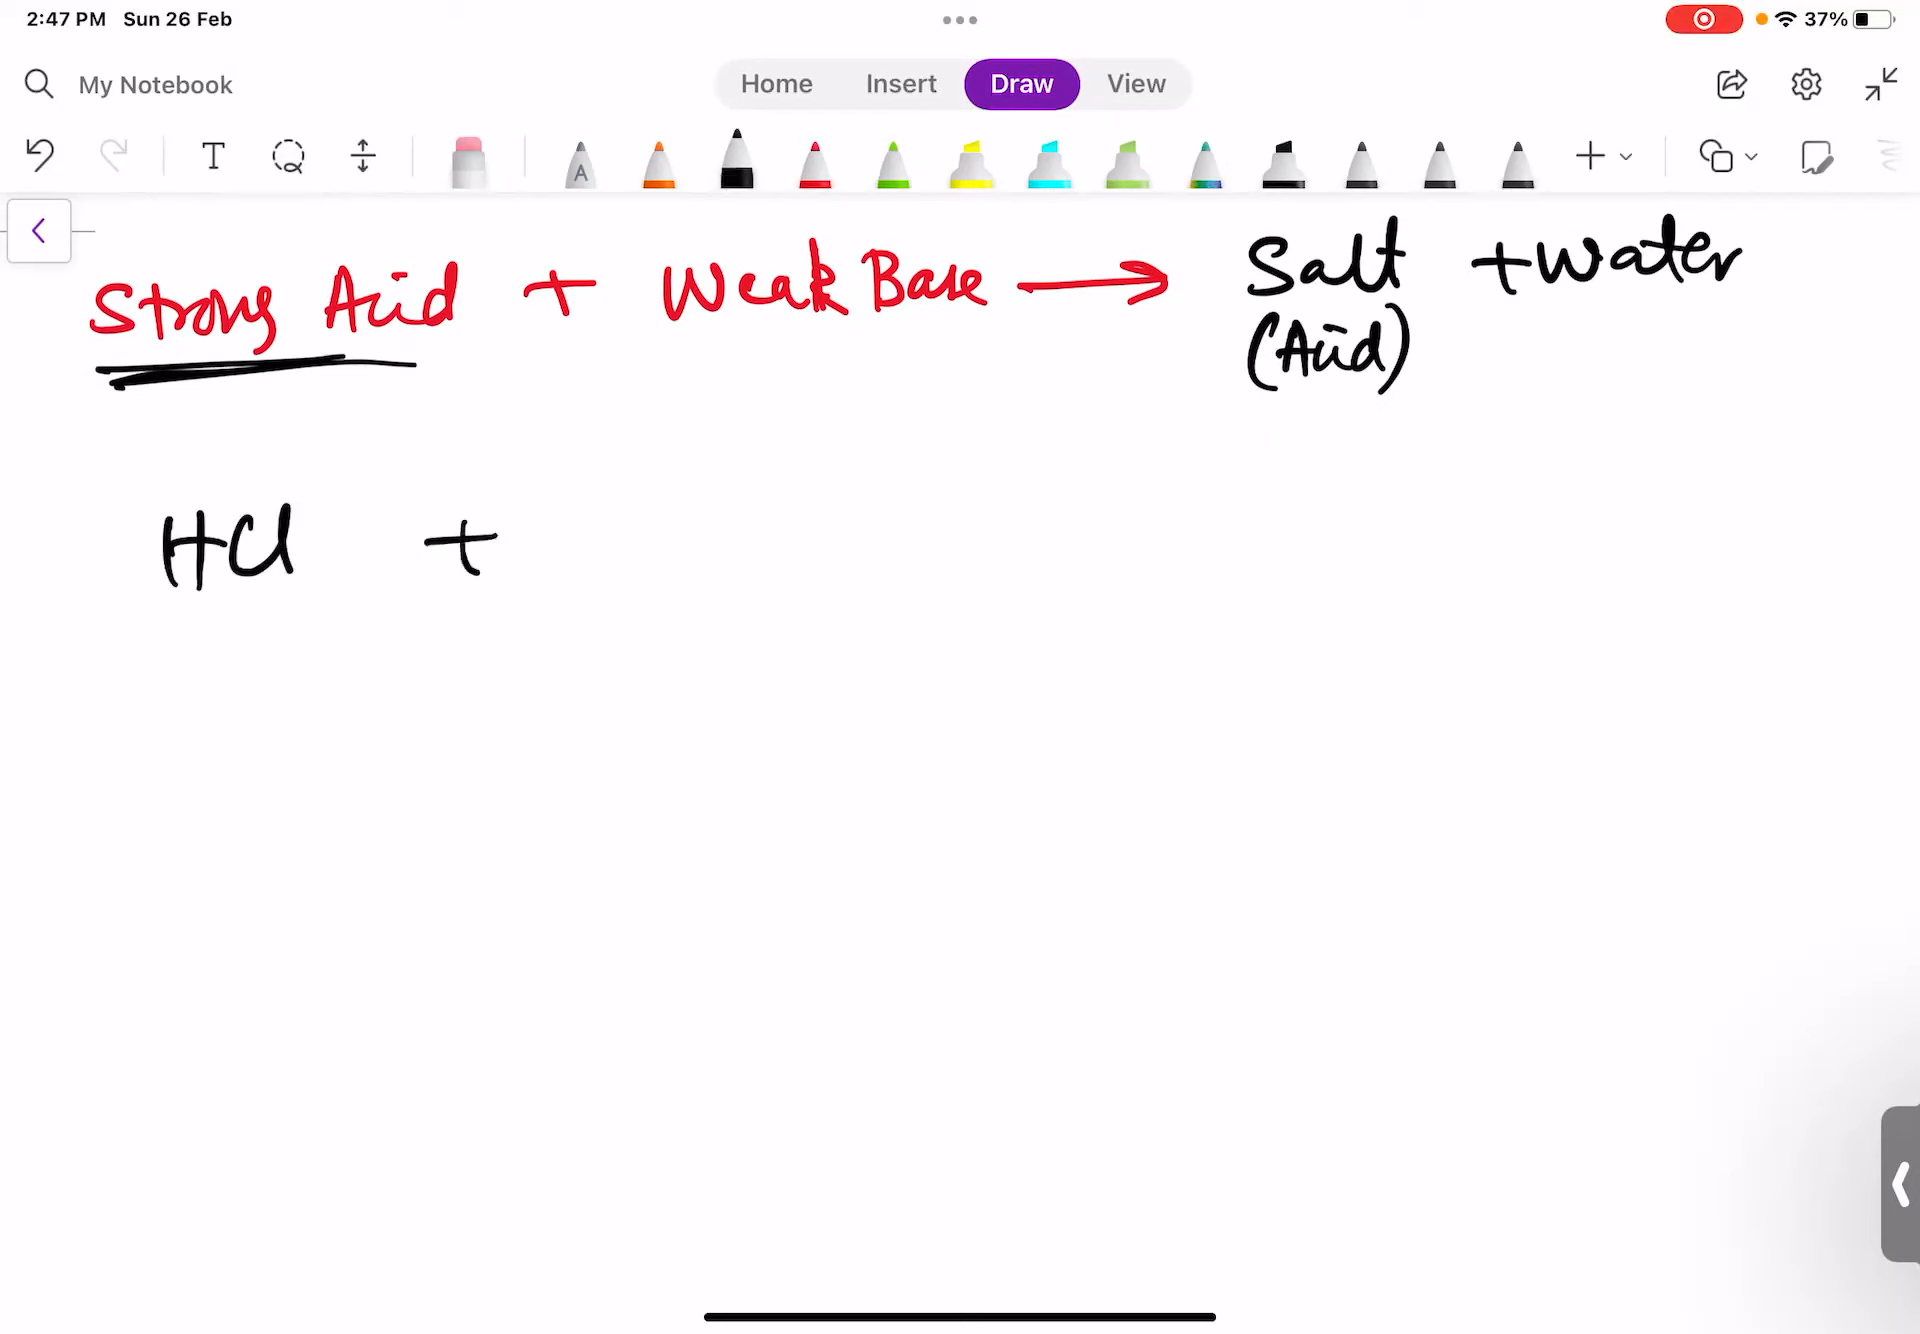 2:47 PM Sun 26 Feb 37%
My Notebook Home Insert Draw View
T A
Strong Acid + Weak Base → Salt + Water
(Acid)
HCl +